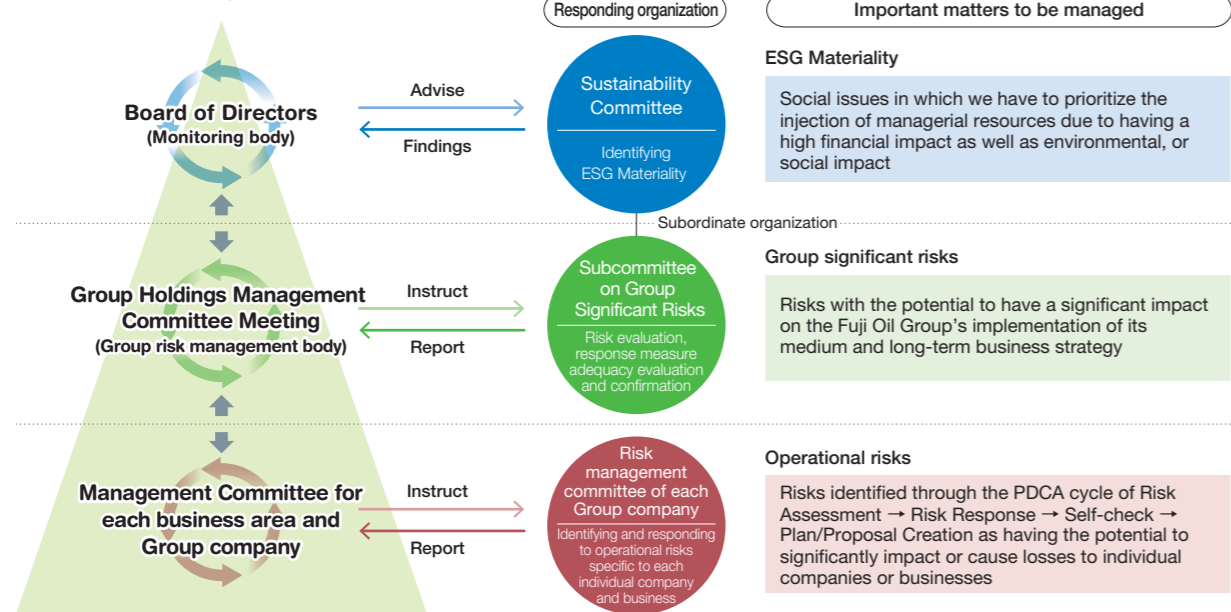 Responding organization
Important matters to be managed
Board of Directors
(Monitoring body)
Advise
Findings
Sustainability
Committee
Identifying
ESG Materiality
ESG Materiality
Social issues in which we have to prioritize the
injection of managerial resources due to having a
high financial impact as well as environmental, or
social impact
Subordinate organization
Group Holdings Management
Committee Meeting
(Group risk management body)
Instruct
Report
Subcommittee
on Group
Significant Risks
Risk evaluation,
response measure
adequacy evaluation
and confirmation
Group significant risks
Risks with the potential to have a significant impact
on the Fuji Oil Group's implementation of its
medium and long-term business strategy
Management Committee for
each business area and
Group company
Instruct
Report
Risk
management
committee of each
Group company
Identifying and responding
to operational risks
specific to each
individual company
and business
Operational risks
Risks identified through the PDCA cycle of Risk
Assessment → Risk Response → Self-check →
Plan/Proposal Creation as having the potential to
significantly impact or cause losses to individual
companies or businesses